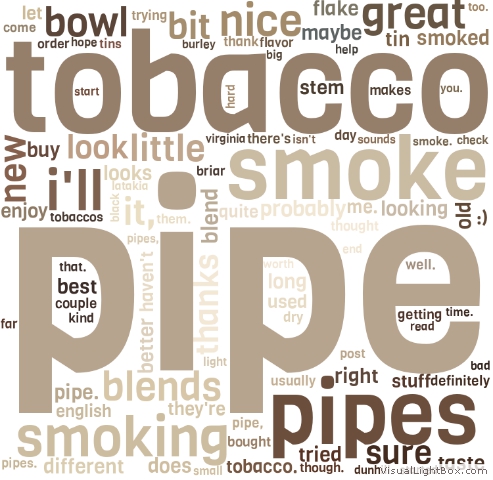 let bowl trying bit nice flake great too.
come order hope tins burley thank flavor maybe tin smoked
big help
tobacco
start hard stem makes you.
virginia there's isn't day sounds smoke. check
new buy look little smoke
i'll looks latakia briar
enjoy tobaccos black it, them. blend quite probably me. looking old :)
pipe
pipes, thought
that. better haven't thanks worth end well.
best long
couple used getting time.
far kind dry read
light post bad
pipe. blends usually right stuff definitely
english they're pipe, pipes
smoking bought tried sure
pipes. different does small tobacco. though. dunh taste
VisualLightBox.com